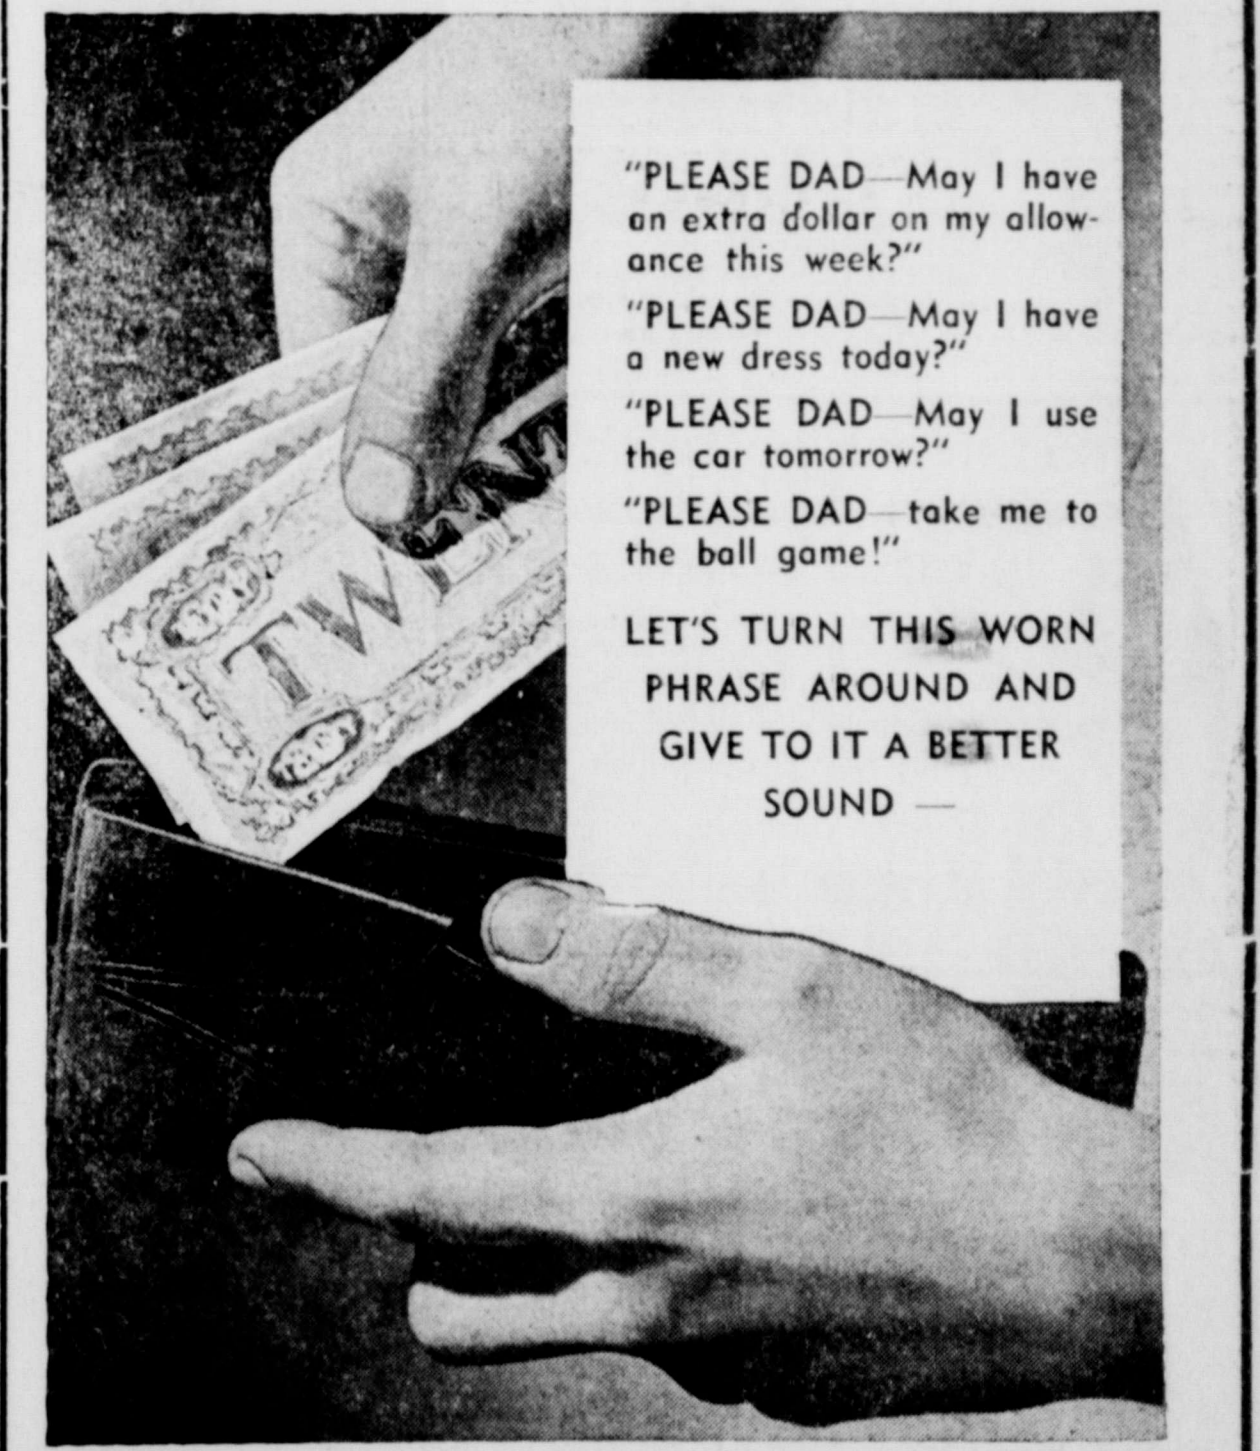 "PLEASE DAD—May I have
an extra dollar on my allow-
ance this week?"
"PLEASE DAD—May I have
a new dress today?"
"PLEASE DAD—May I use
the car tomorrow?"
"PLEASE DAD—take me to
the ball game!"
LET'S TURN THIS WORN
PHRASE AROUND AND
GIVE TO IT A BETTER
SOUND —